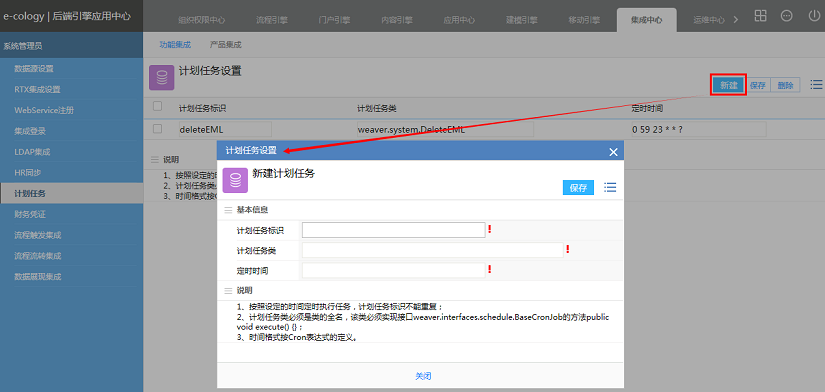 e-cology | 后端引擎应用中心
组织权限中心 流程引擎 门户引擎 内容引擎 应用中心 建模引擎 移动引擎 集成中心 运维中心
系统管理员
功能集成 产品集成
数据源设置
RTX集成设置
WebService注册
集成登录
LDAP集成
HR同步
计划任务
财务凭证
流程触发集成
流程流转集成
数据展现集成
计划任务设置
新建 保存 删除
计划任务标识 计划任务类 定时时间
deleteEML weaver.system.DeleteEML 0 59 23 * * ?
说明
1、按照设定的时
2、计划任务类必
3、时间格式按C
计划任务设置
新建计划任务
保存
基本信息
计划任务标识 !
计划任务类 !
定时时间 !
说明
1、按照设定的时间定时执行任务，计划任务标识不能重复；
2、计划任务类必须是类的全名，该类必须实现接口weaver.interfaces.schedule.BaseCronJob的方法public
void execute() {}；
3、时间格式按Cron表达式的定义。
关闭